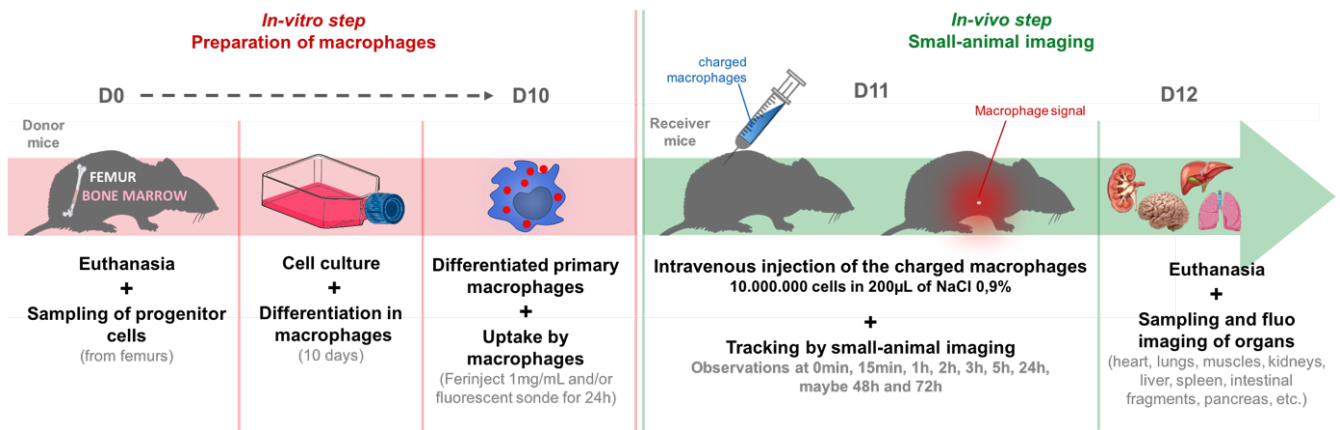 In-vitro step
Preparation of macrophages
In-vivo step
Small-animal imaging
D0
D10
charged
macrophages
D11
D12
Macrophage signal
Donor
mice
Receiver
mice
FEMUR
BONE MARROW
Euthanasia
+
Sampling of progenitor
cells
(from femurs)
Cell culture
+
Differentiation in
macrophages
(10 days)
Differentiated primary
macrophages
+
Uptake by
macrophages
(Ferinject 1mg/mL and/or
fluorescent sonde for 24h)
Intravenous injection of the charged macrophages
10.000.000 cells in 200µL of NaCl 0,9%
+
Tracking by small-animal imaging
Observations at 0min, 15min, 1h, 2h, 3h, 5h, 24h,
maybe 48h and 72h
Euthanasia
+
Sampling and fluo
imaging of organs
(heart, lungs, muscles, kidneys,
liver, spleen, intestinal
fragments, pancreas, etc.)